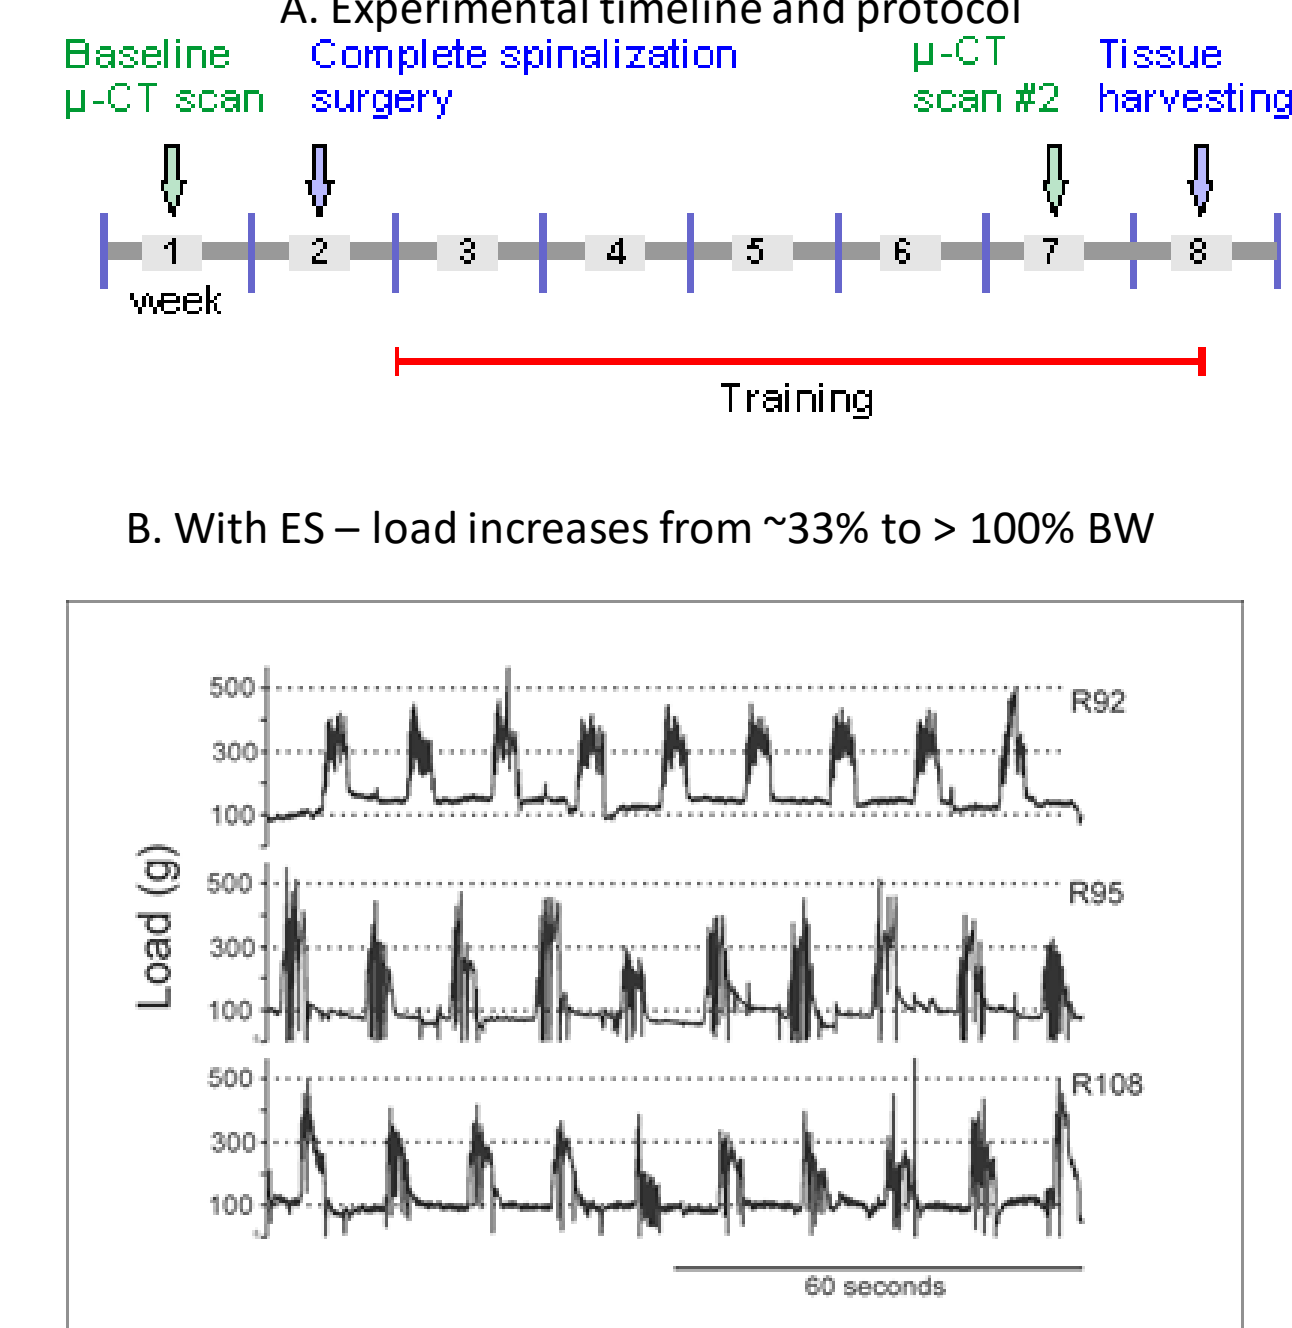 A. Experimental timeline and protocol
Baseline
µ-CT scan
Complete spinalization
surgery
µ-CT
scan #2
Tissue
harvesting
1 2 3 4 5 6 7 8
week
Training
B. With ES – load increases from ~33% to > 100% BW
Load (g)
500
300
100
R92
500
300
100
R95
500
300
100
R108
60 seconds